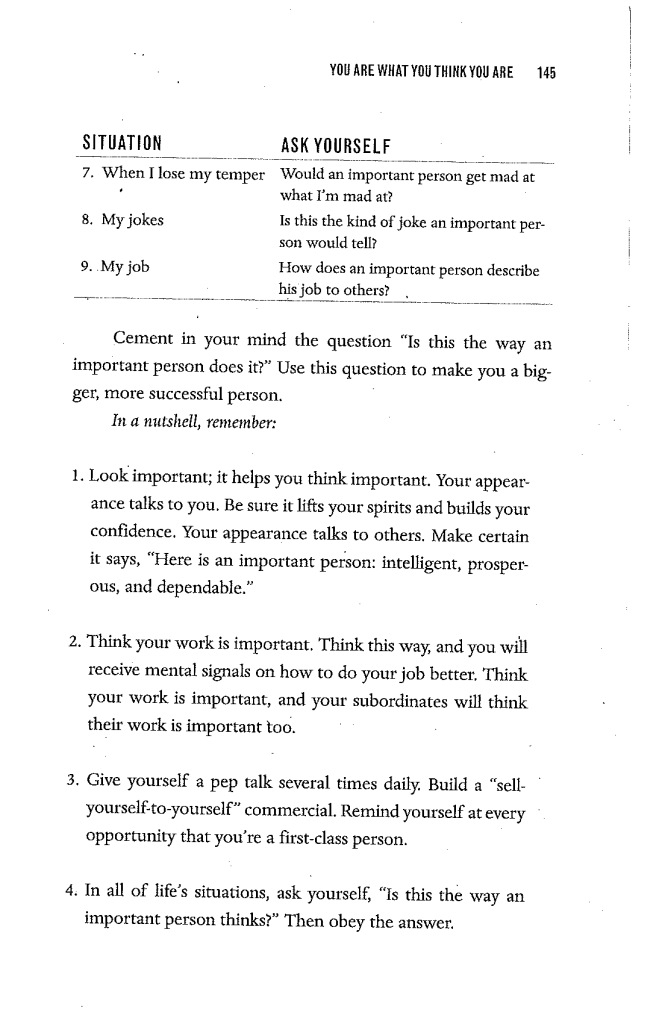 YOU ARE WHAT YOU THINK YOU ARE 145
SITUATION ASK YOURSELF
7. When I lose my temper Would an important person get mad at
what I'm mad at?
8. My jokes Is this the kind of joke an important per-
son would tell?
9. My job How does an important person describe
his job to others?
Cement in your mind the question "Is this the way an
important person does it?" Use this question to make you a big-
ger, more successful person.
In a nutshell, remember:
1. Look important; it helps you think important. Your appear-
ance talks to you. Be sure it lifts your spirits and builds your
confidence. Your appearance talks to others. Make certain
it says, "Here is an important person: intelligent, prosper-
ous, and dependable."
2. Think your work is important. Think this way, and you will
receive mental signals on how to do your job better. Think
your work is important, and your subordinates will think
their work is important too.
3. Give yourself a pep talk several times daily. Build a "sell-
yourself-to-yourself" commercial. Remind yourself at every
opportunity that you're a first-class person.
4. In all of life's situations, ask yourself, "Is this the way an
important person thinks?" Then obey the answer.